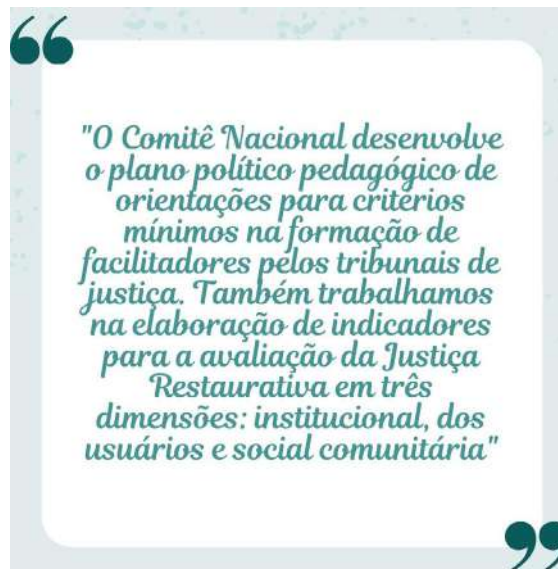 "O Comitê Nacional desenvolve
o plano político pedagógico de
orientações para critérios
mínimos na formação de
facilitadores pelos tribunais de
justiça. Também trabalhamos
na elaboração de indicadores
para a avaliação da Justiça
Restaurativa em três
dimensões: institucional, dos
usuários e social comunitária"